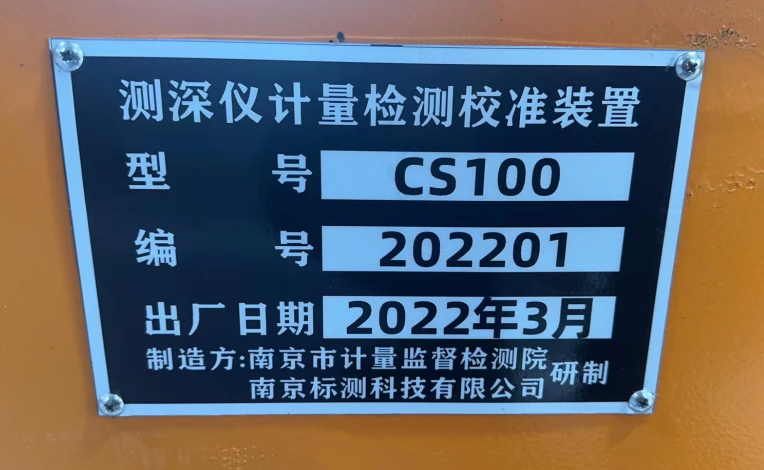 测深仪计量检测校准装置
型 号 CS100
编 号 202201
出厂日期 2022年3月
制造方:南京市计量监督检测院
南京标测科技有限公司 研制